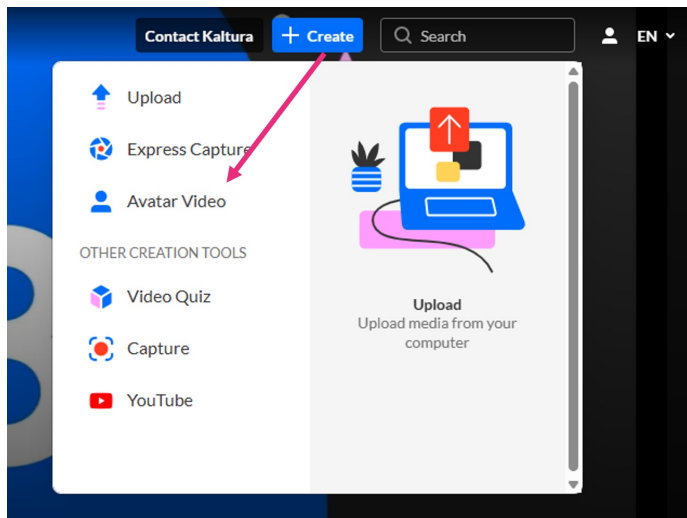 Contact Kaltura
+ Create
Search
EN
Upload
Express Capture
Avatar Video
OTHER CREATION TOOLS
Video Quiz
Capture
YouTube
Upload
Upload media from your
computer